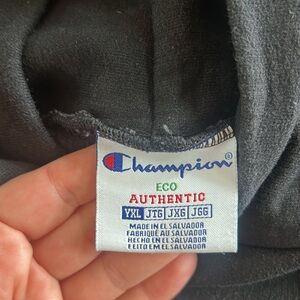 Champion®
ECO
AUTHENTIC
YXL JTG JXG JGG
MADE IN EL SALVADOR
FABRIQUÉ AU SALVADOR
HECHO EN EL SALVADOR
FEITO EM EL SALVADOR